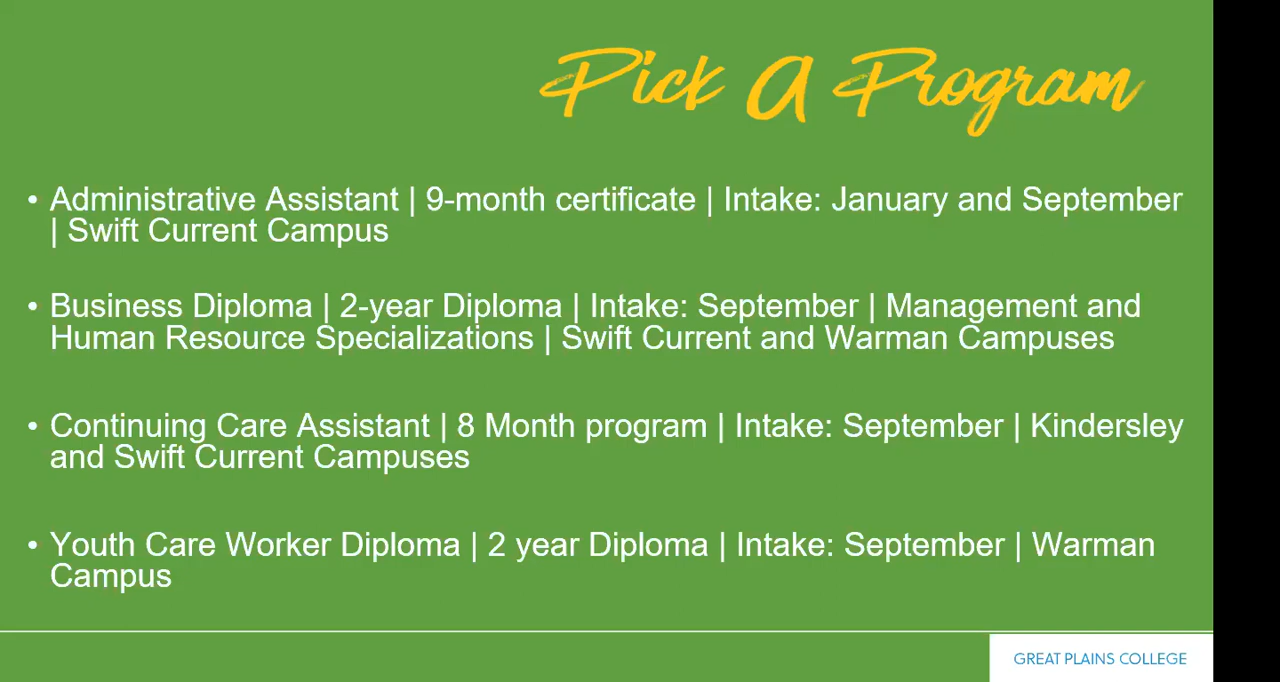 Pick A Program
• Administrative Assistant | 9-month certificate | Intake: January and September
| Swift Current Campus
• Business Diploma | 2-year Diploma | Intake: September | Management and
Human Resource Specializations | Swift Current and Warman Campuses
• Continuing Care Assistant | 8 Month program | Intake: September | Kindersley
and Swift Current Campuses
• Youth Care Worker Diploma | 2 year Diploma | Intake: September | Warman
Campus
GREAT PLAINS COLLEGE